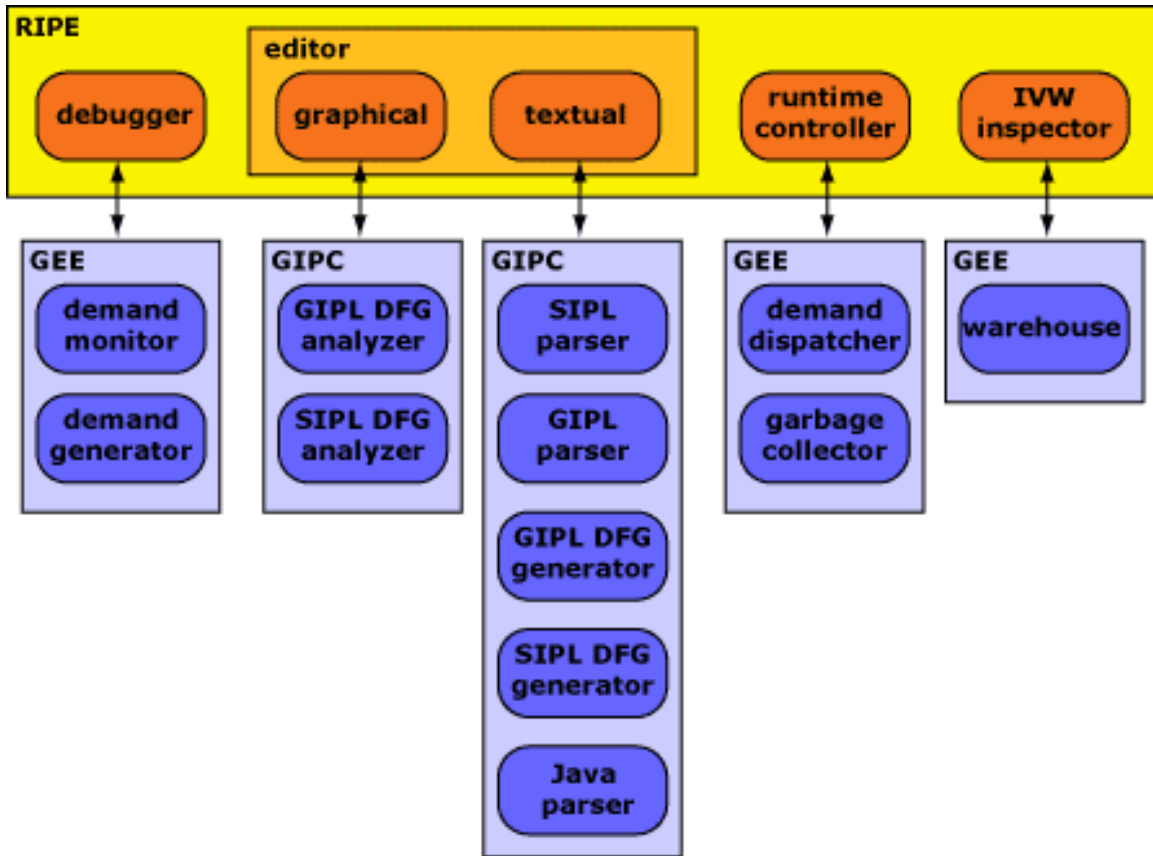 RIPE
editor
debugger
graphical
textual
runtime
controller
IVW
inspector
GEE
demand
monitor
demand
generator
GIPC
GIPL DFG
analyzer
SIPL DFG
analyzer
GIPC
SIPL
parser
GIPL
parser
GIPL DFG
generator
SIPL DFG
generator
Java
parser
GEE
demand
dispatcher
garbage
collector
GEE
warehouse